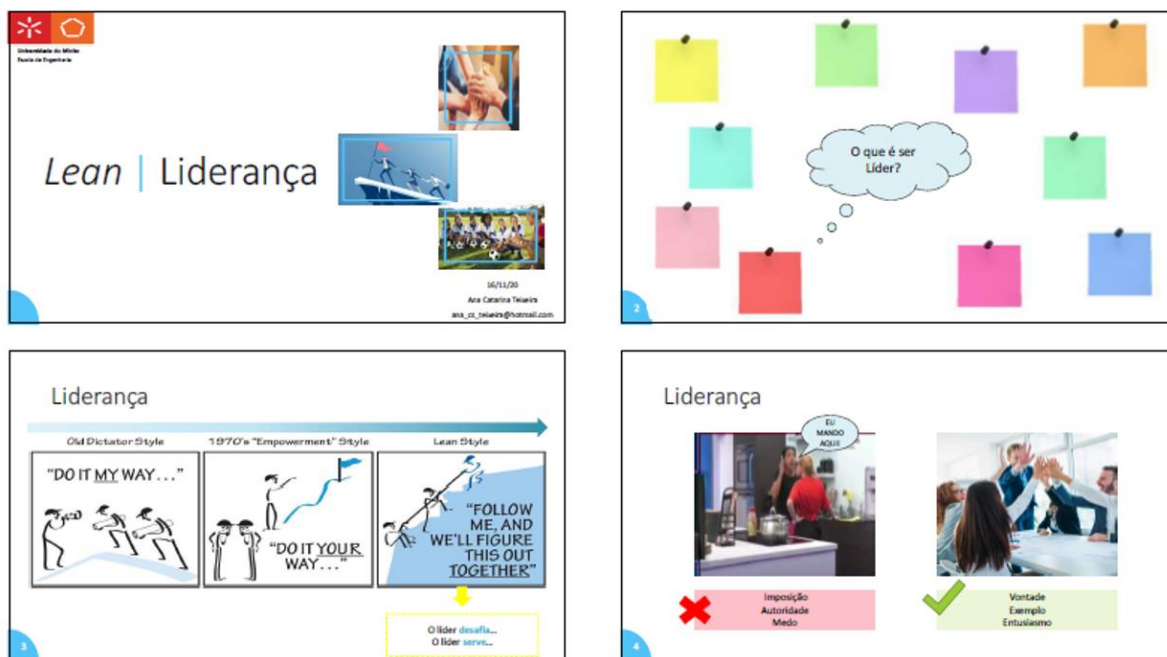 Universidade do Minho
Escola de Engenharia
Lean | Liderança
16/11/20
Ana Catarina Teixeira
ana_cs_teixeira@hotmail.com
O que é ser
Líder?
2
Liderança
Old Dictator Style
1970's "Empowerment" Style
Lean Style
"DO IT MY WAY..."
"DO IT YOUR
WAY..."
"FOLLOW
ME, AND
WE'LL FIGURE
THIS OUT
TOGETHER"
O líder desafia...
O líder serve...
3
Liderança
EU
MANDO
AQUI!
Imposição
Autoridade
Medo
Vontade
Exemplo
Entusiasmo
4